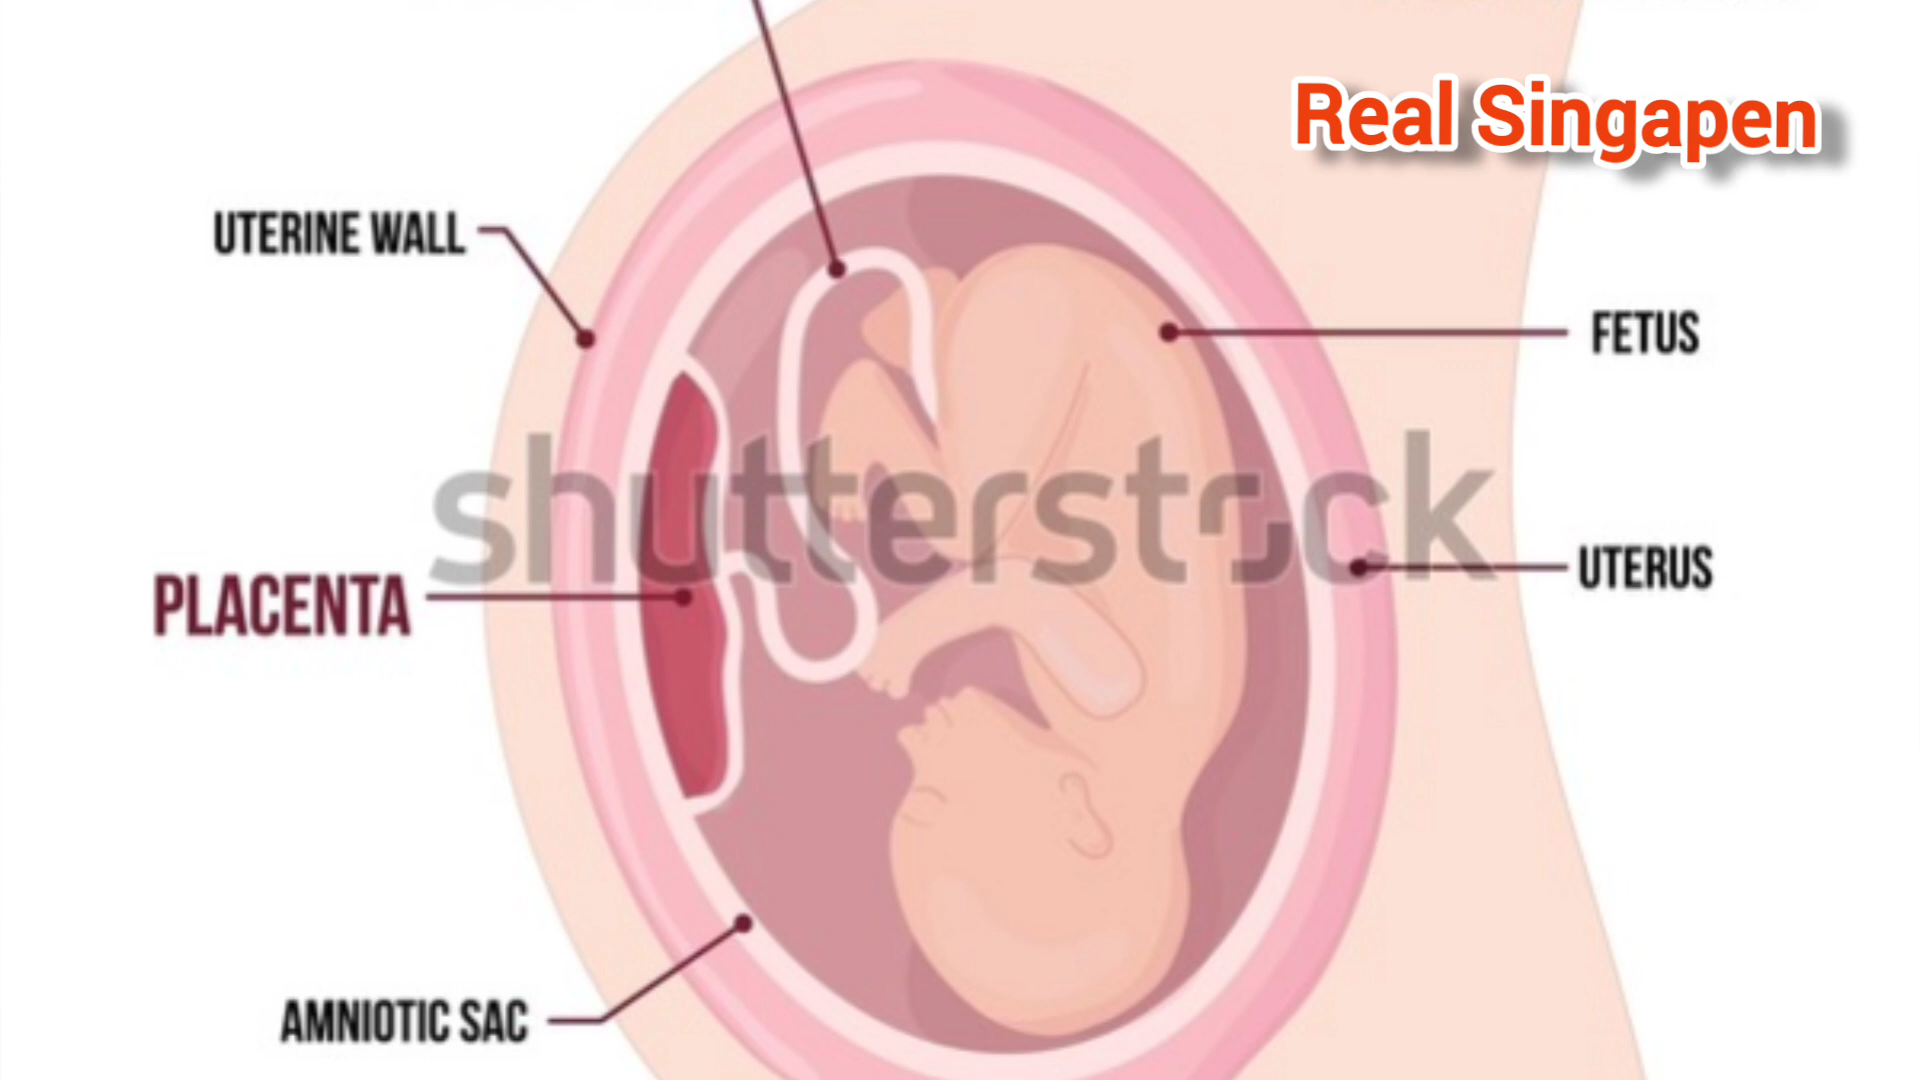 Real Singapen
UTERINE WALL
FETUS
shutterstock
UTERUS
PLACENTA
AMNIOTIC SAC